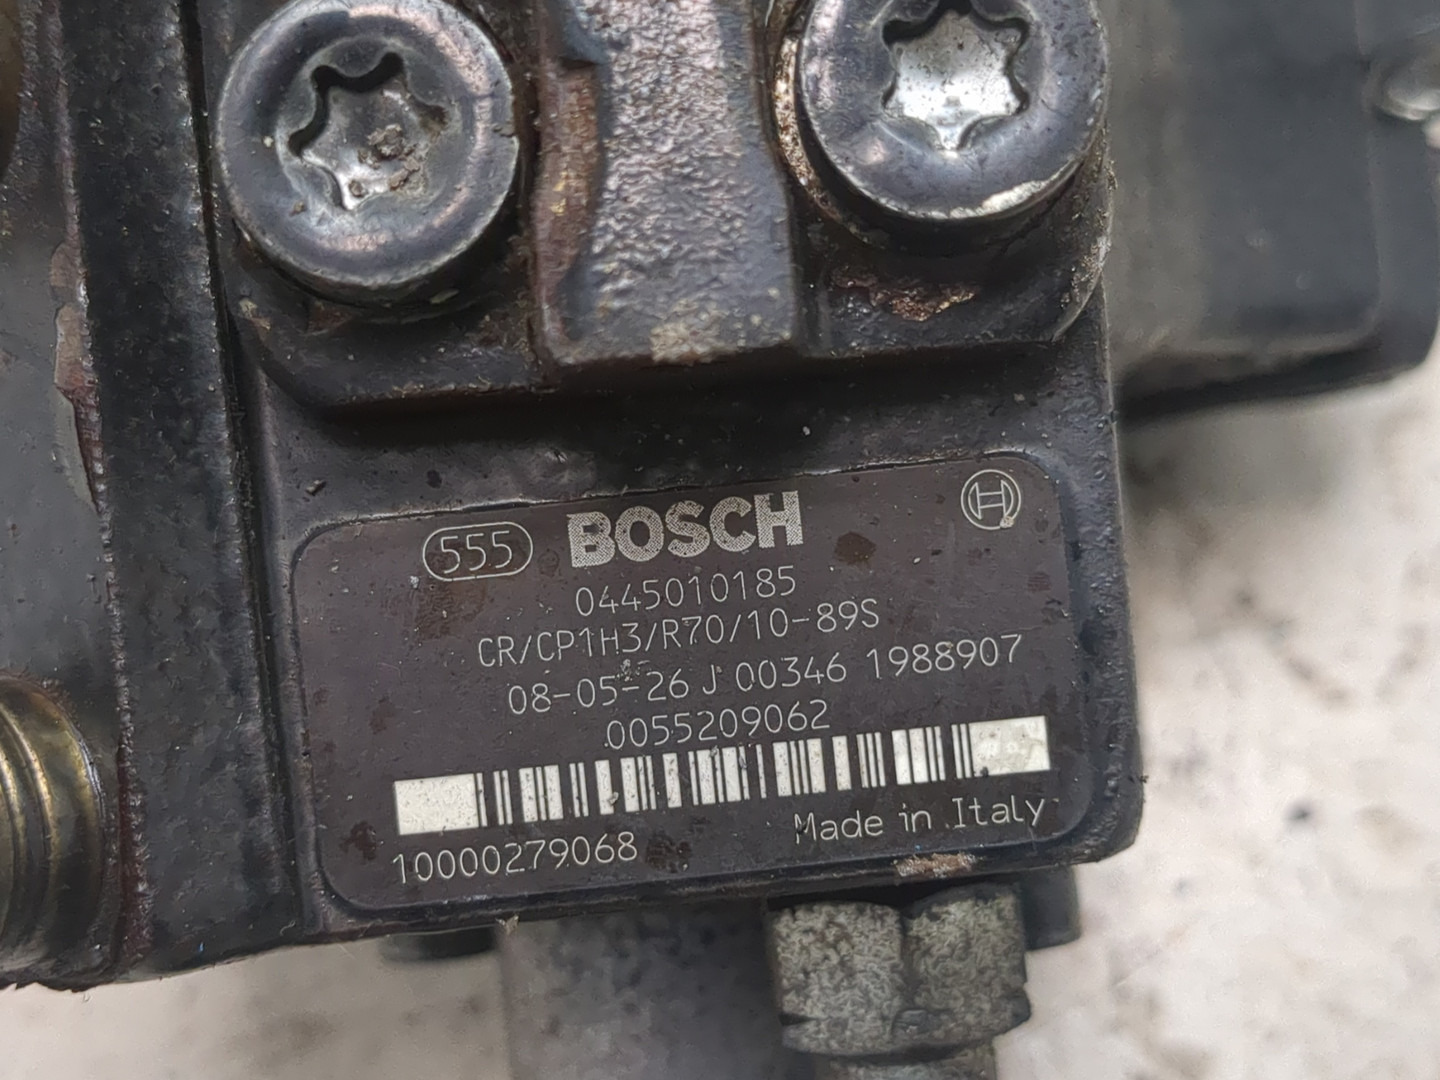 555 BOSCH
0445010185
CR/CP1H3/R70/10-89S
08-05-26 J 00346 1988907
0055209062
10000279068 Made in Italy